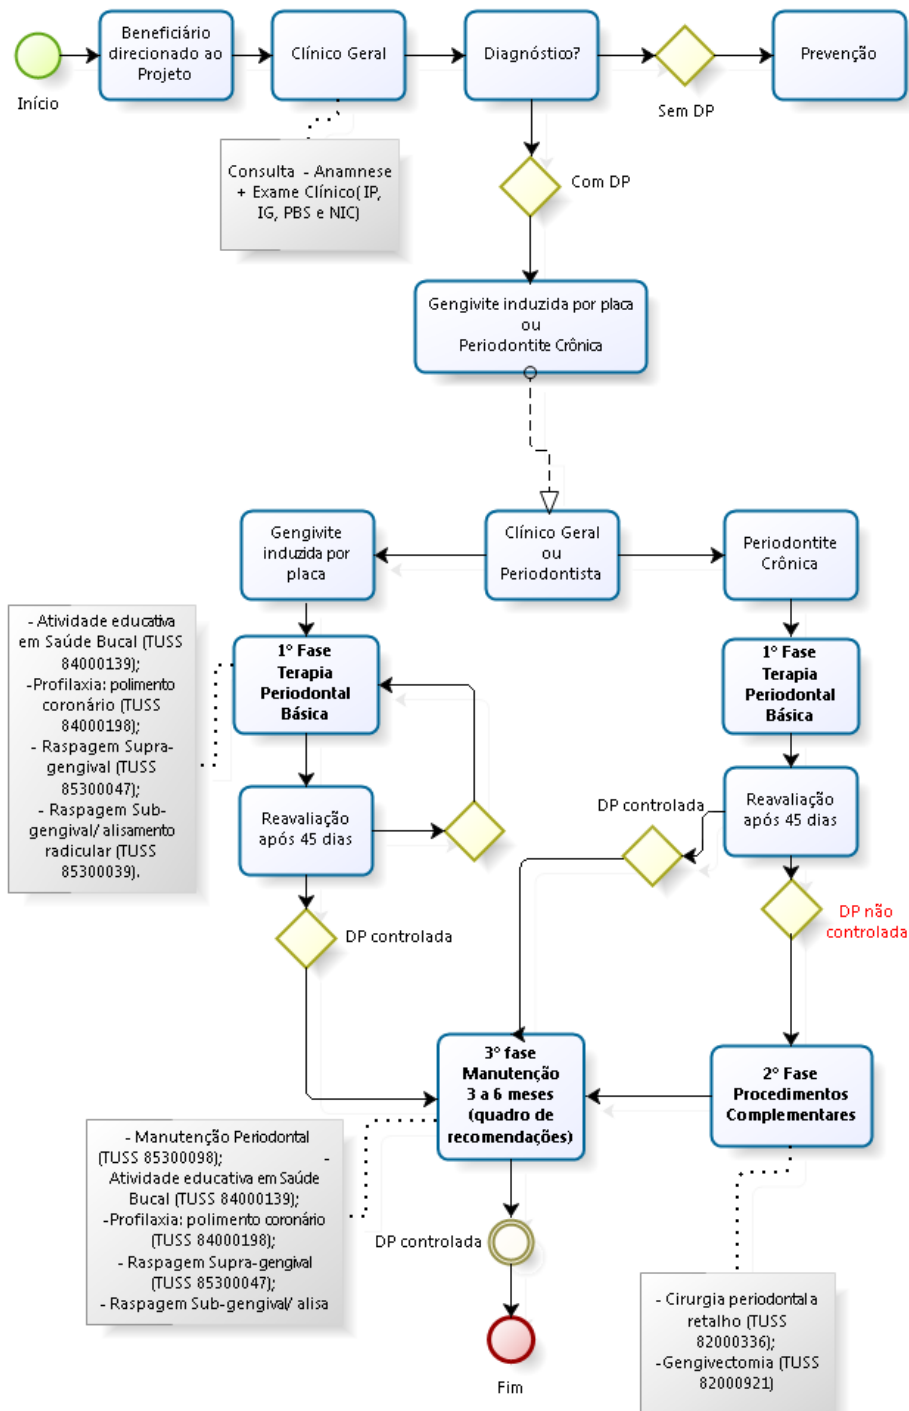 Beneficiário
direcionado ao
Projeto
Clínico Geral
Diagnóstico?
Prevenção
Início
Sem DP
Consulta - Anamnese
+ Exame Clínico( IP,
IG, PBS e NIC)
Com DP
Gengivite induzida por placa
ou
Periodontite Crônica
Gengivite
induzida por
placa
Clínico Geral
ou
Periodontista
Periodontite
Crônica
- Atividade educativa
em Saúde Bucal (TUSS
84000139);
-Profilaxia: polimento
coronário (TUSS
84000198);
- Raspagem Supra-
gengival (TUSS
85300047);
- Raspagem Sub-
gengival/ alisamento
radicular (TUSS
85300039).
1° Fase
Terapia
Periodontal
Básica
1° Fase
Terapia
Periodontal
Básica
Reavaliação
após 45 dias
DP controlada
Reavaliação
após 45 dias
DP controlada
DP não
controlada
3° fase
Manutenção
3 a 6 meses
(quadro de
recomendações)
2° Fase
Procedimentos
Complementares
- Manutenção Periodontal
(TUSS 85300098); -
Atividade educativa em Saúde
Bucal (TUSS 84000139);
-Profilaxia: polimento coronário
(TUSS 84000198);
- Raspagem Supra-gengival
(TUSS 85300047);
- Raspagem Sub-gengival/ alisa
DP controlada
- Cirurgia periodontala
retalho (TUSS
82000336);
-Gengivectomia (TUSS
82000921)
Fim